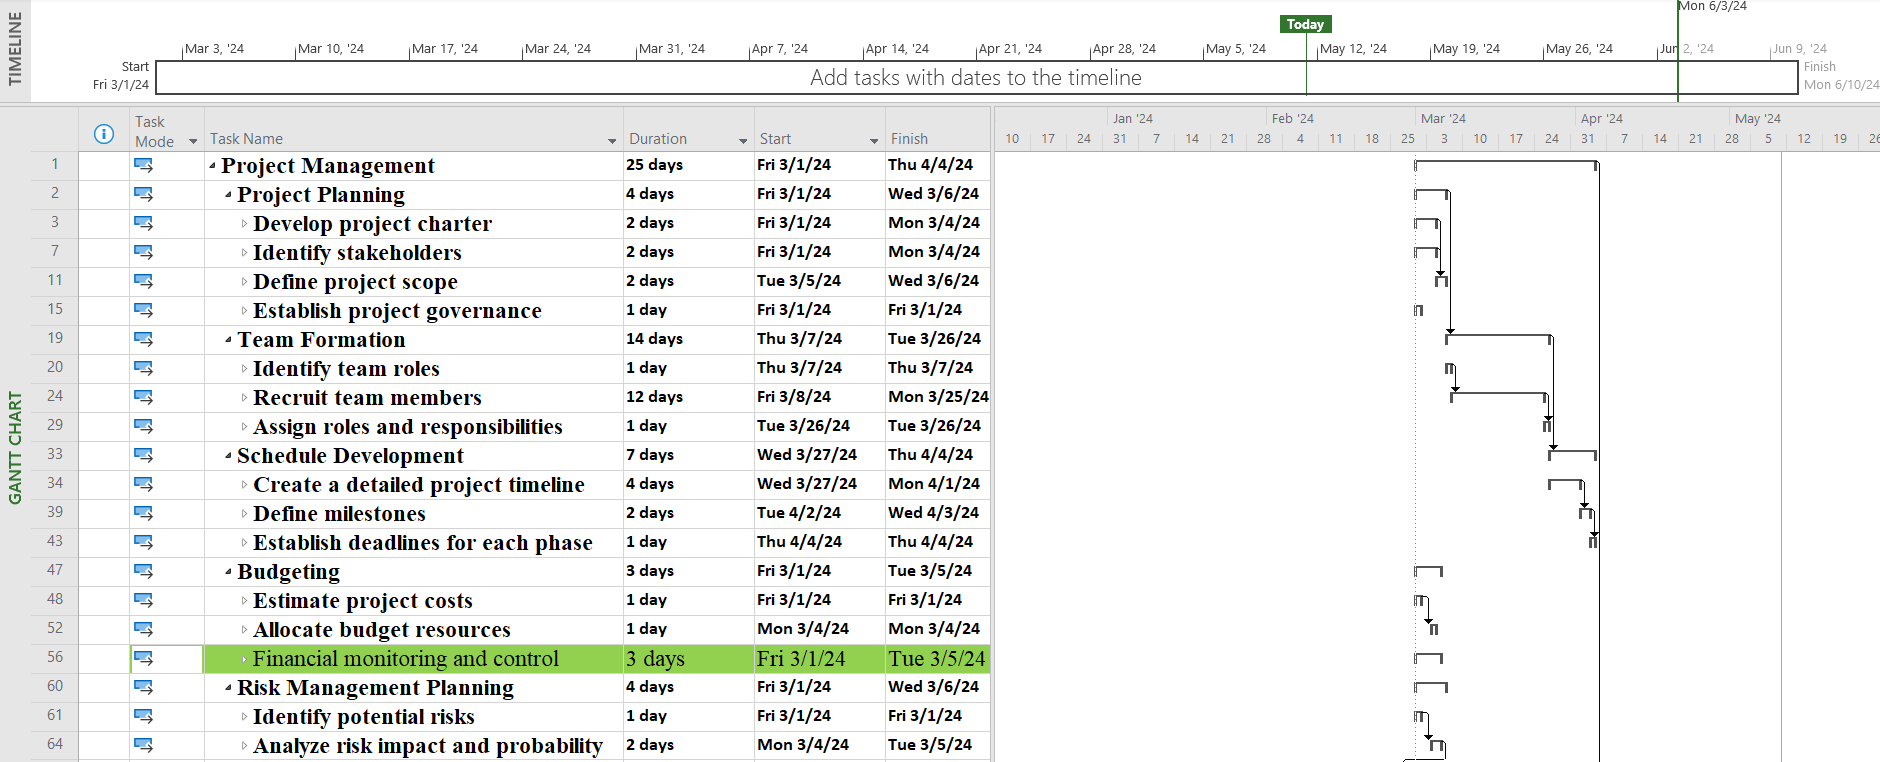 Mon 6/3/24
Today
Mar 3, '24 Mar 10, '24 Mar 17, '24 Mar 24, '24 Mar 31, '24 Apr 7, '24 Apr 14, '24 Apr 21, '24 Apr 28, '24 May 5, '24 May 12, '24 May 19, '24 May 26, '24 Jun 2, '24 Jun 9, '24
TIMELINE
Start
Fri 3/1/24
Add tasks with dates to the timeline
Finish
Mon 6/10/24
GANTT CHART
Task Mode Task Name Duration Start Finish
Jan '24 Feb '24 Mar '24 Apr '24 May '24
10 17 24 31 7 14 21 28 4 11 18 25 3 10 17 24 31 7 14 21 28 5 12 19 26
1 Project Management 25 days Fri 3/1/24 Thu 4/4/24
2 Project Planning 4 days Fri 3/1/24 Wed 3/6/24
3 Develop project charter 2 days Fri 3/1/24 Mon 3/4/24
7 Identify stakeholders 2 days Fri 3/1/24 Mon 3/4/24
11 Define project scope 2 days Tue 3/5/24 Wed 3/6/24
15 Establish project governance 1 day Fri 3/1/24 Fri 3/1/24
19 Team Formation 14 days Thu 3/7/24 Tue 3/26/24
20 Identify team roles 1 day Thu 3/7/24 Thu 3/7/24
24 Recruit team members 12 days Fri 3/8/24 Mon 3/25/24
29 Assign roles and responsibilities 1 day Tue 3/26/24 Tue 3/26/24
33 Schedule Development 7 days Wed 3/27/24 Thu 4/4/24
34 Create a detailed project timeline 4 days Wed 3/27/24 Mon 4/1/24
39 Define milestones 2 days Tue 4/2/24 Wed 4/3/24
43 Establish deadlines for each phase 1 day Thu 4/4/24 Thu 4/4/24
47 Budgeting 3 days Fri 3/1/24 Tue 3/5/24
48 Estimate project costs 1 day Fri 3/1/24 Fri 3/1/24
52 Allocate budget resources 1 day Mon 3/4/24 Mon 3/4/24
56 Financial monitoring and control 3 days Fri 3/1/24 Tue 3/5/24
60 Risk Management Planning 4 days Fri 3/1/24 Wed 3/6/24
61 Identify potential risks 1 day Fri 3/1/24 Fri 3/1/24
64 Analyze risk impact and probability 2 days Mon 3/4/24 Tue 3/5/24